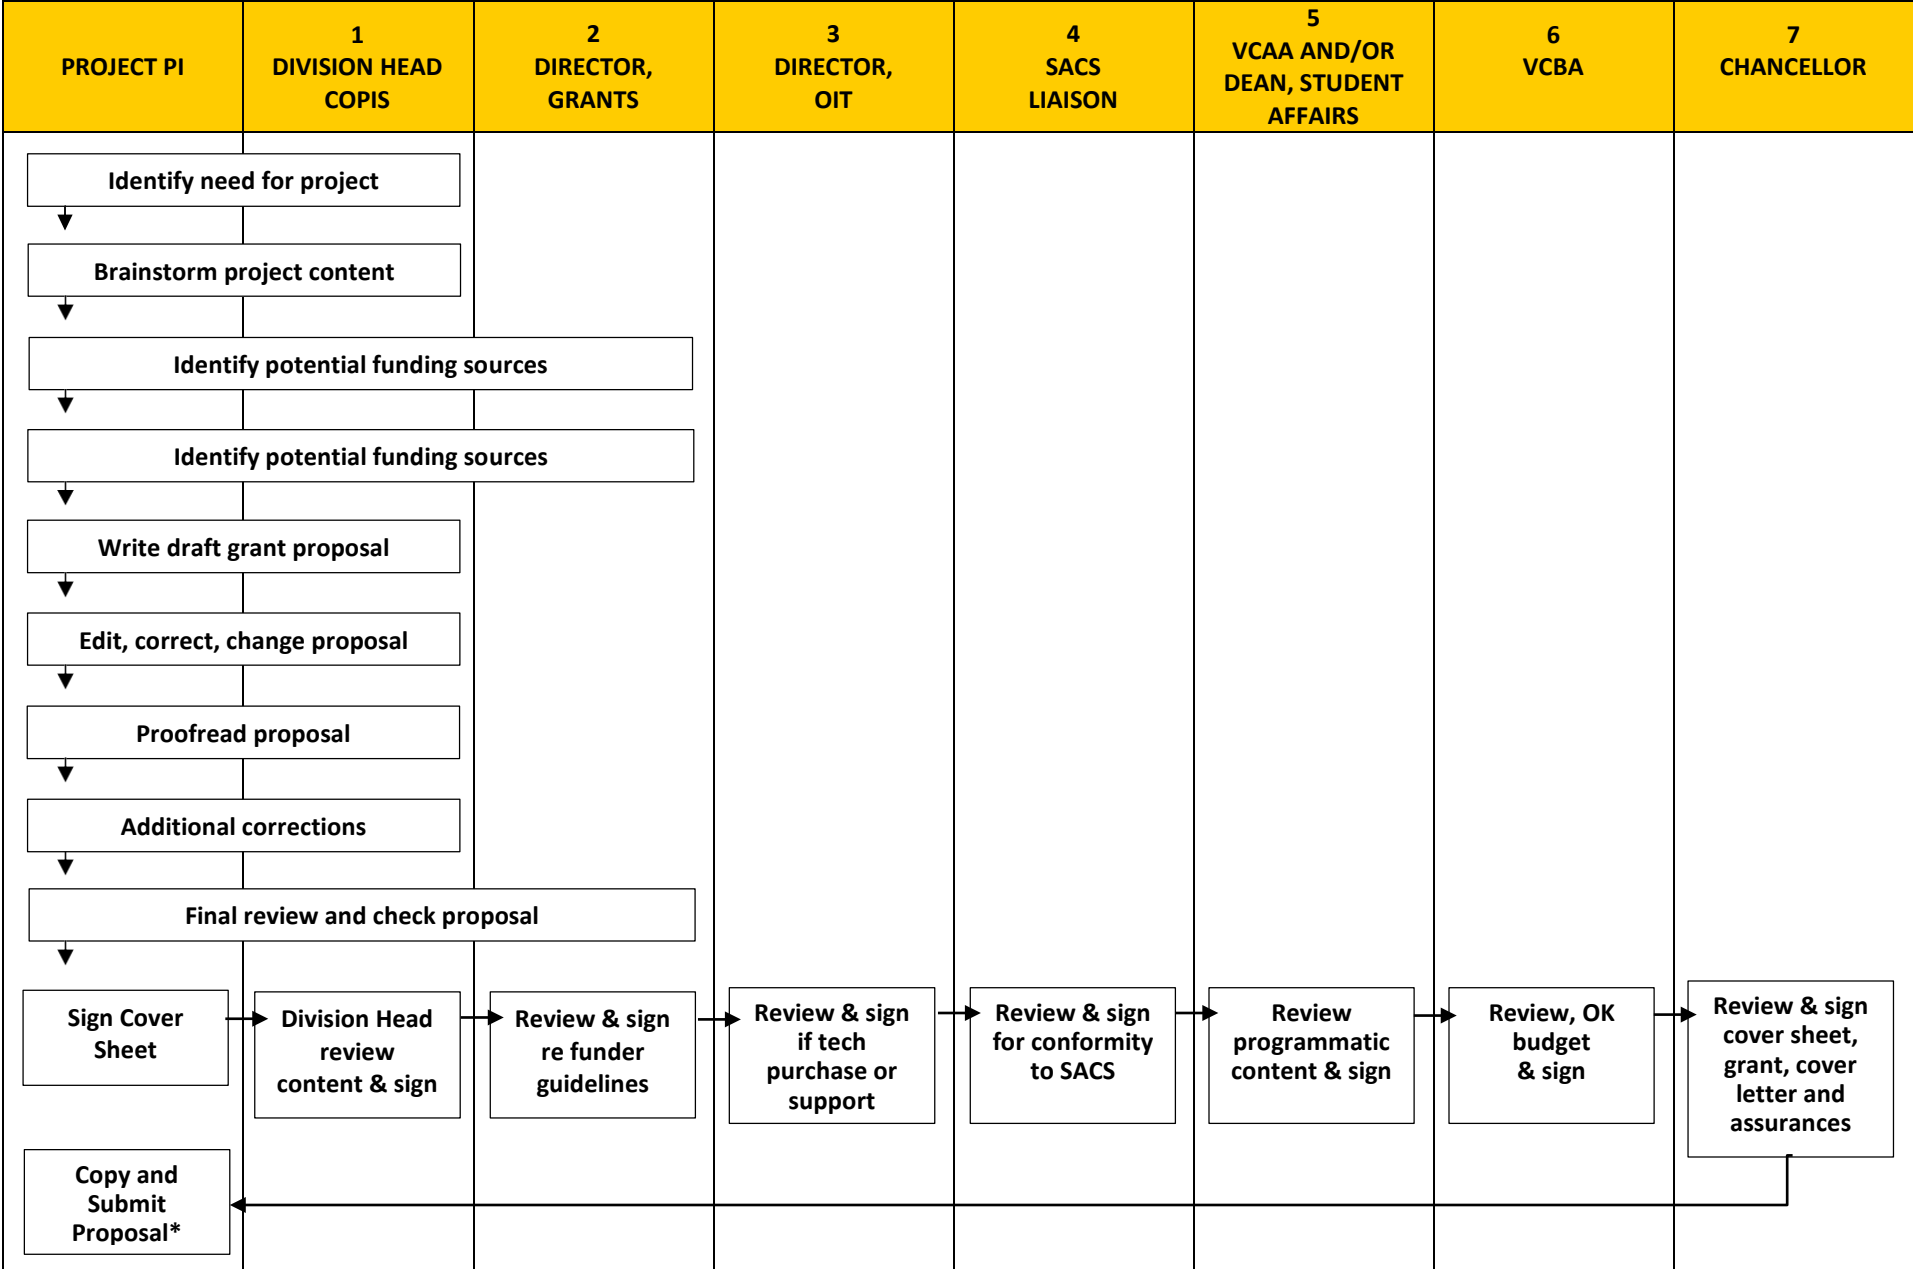 PROJECT PI
1
DIVISION HEAD
COPIS
2
DIRECTOR,
GRANTS
3
DIRECTOR,
OIT
4
SACS
LIAISON
5
VCAA AND/OR
DEAN, STUDENT
AFFAIRS
6
VCBA
7
CHANCELLOR
Identify need for project
Brainstorm project content
Identify potential funding sources
Identify potential funding sources
Write draft grant proposal
Edit, correct, change proposal
Proofread proposal
Additional corrections
Final review and check proposal
Sign Cover
Sheet
Division Head
review
content & sign
Review & sign
re funder
guidelines
Review & sign
if tech
purchase or
support
Review & sign
for conformity
to SACS
Review
programmatic
content & sign
Review, OK
budget
& sign
Review & sign
cover sheet,
grant, cover
letter and
assurances
Copy and
Submit
Proposal*